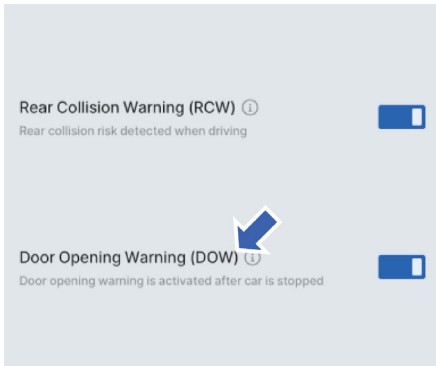 Rear Collision Warning (RCW)
Rear collision risk detected when driving
Door Opening Warning (DOW)
Door opening warning is activated after car is stopped